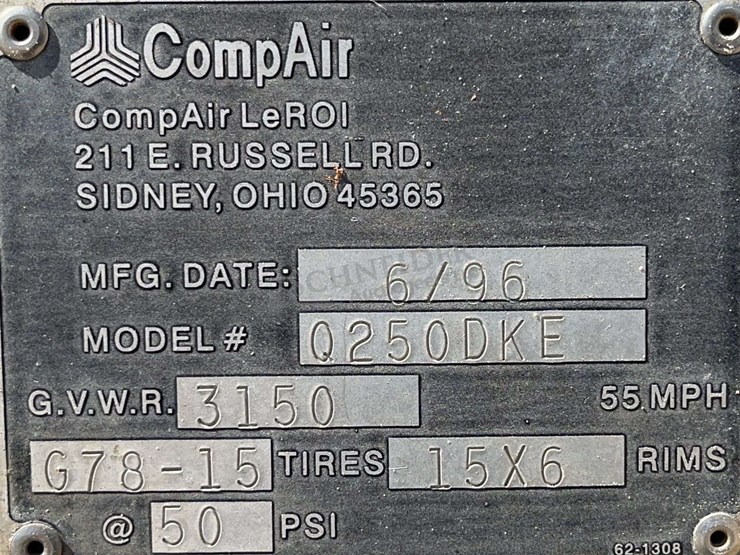 CompAir
CompAir LeROI
211 E. RUSSELL RD.
SIDNEY, OHIO 45365
MFG. DATE: 6/96
MODEL # Q250DKE
G.V.W.R. 3150 55 MPH
G78-15 TIRES 15X6 RIMS
@ 50 PSI
62-1308